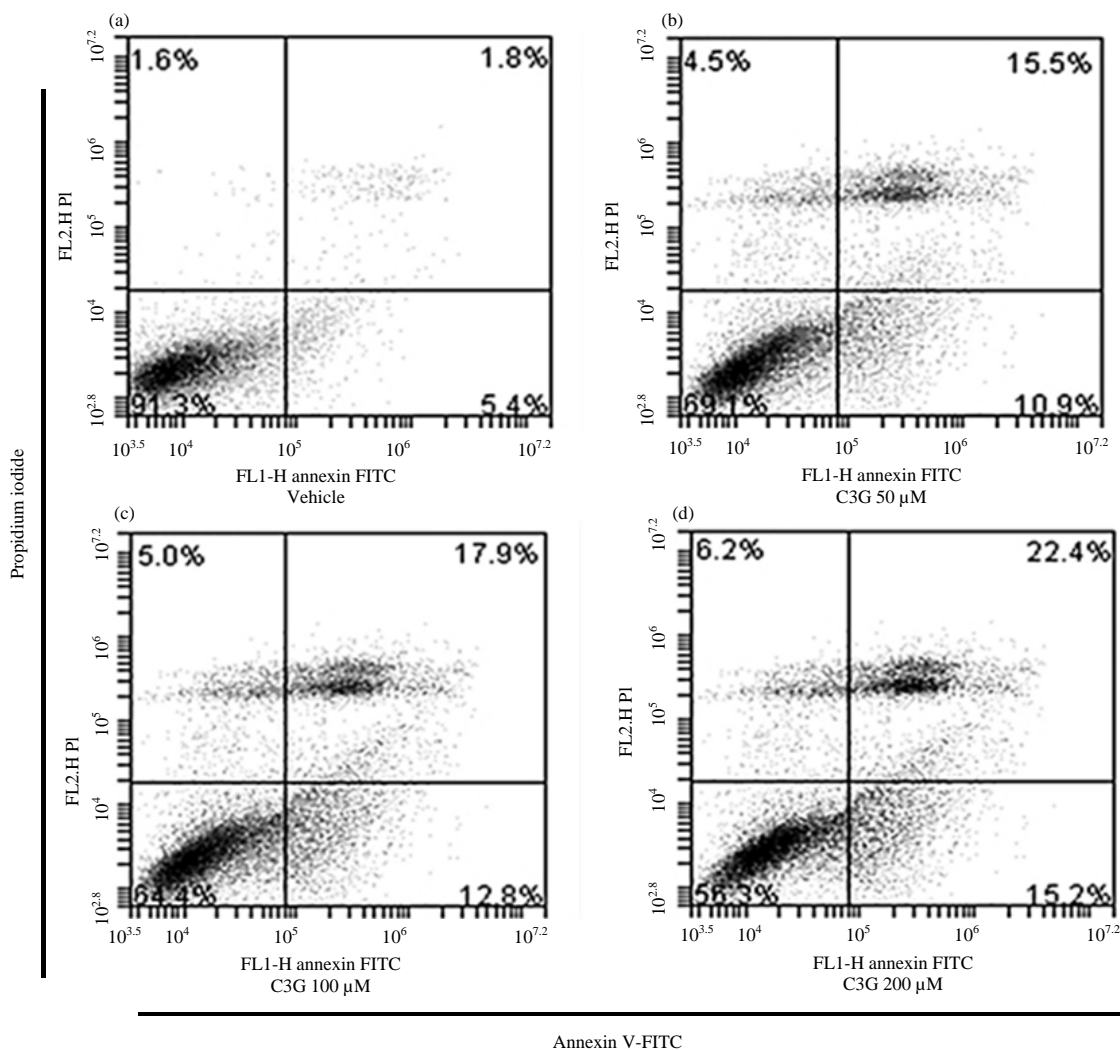 (a)
10^7.2
1.6%
1.8%
10^6
FL2.H Pl
10^5
10^4
91.3%
5.4%
10^2.8
10^3.5 10^4 10^5 10^6 10^7.2
FL1-H annexin FITC
Vehicle
(b)
10^7.2
4.5%
15.5%
10^6
FL2.H Pl
10^5
10^4
69.1%
10.9%
10^2.8
10^3.5 10^4 10^5 10^6 10^7.2
FL1-H annexin FITC
C3G 50 µM
Propidium iodide
(c)
10^7.2
5.0%
17.9%
10^6
FL2.H Pl
10^5
10^4
64.4%
12.8%
10^2.8
10^3.5 10^4 10^5 10^6 10^7.2
FL1-H annexin FITC
C3G 100 µM
(d)
10^7.2
6.2%
22.4%
10^6
FL2.H Pl
10^5
10^4
56.3%
15.2%
10^2.8
10^3.5 10^4 10^5 10^6 10^7.2
FL1-H annexin FITC
C3G 200 µM
Annexin V-FITC